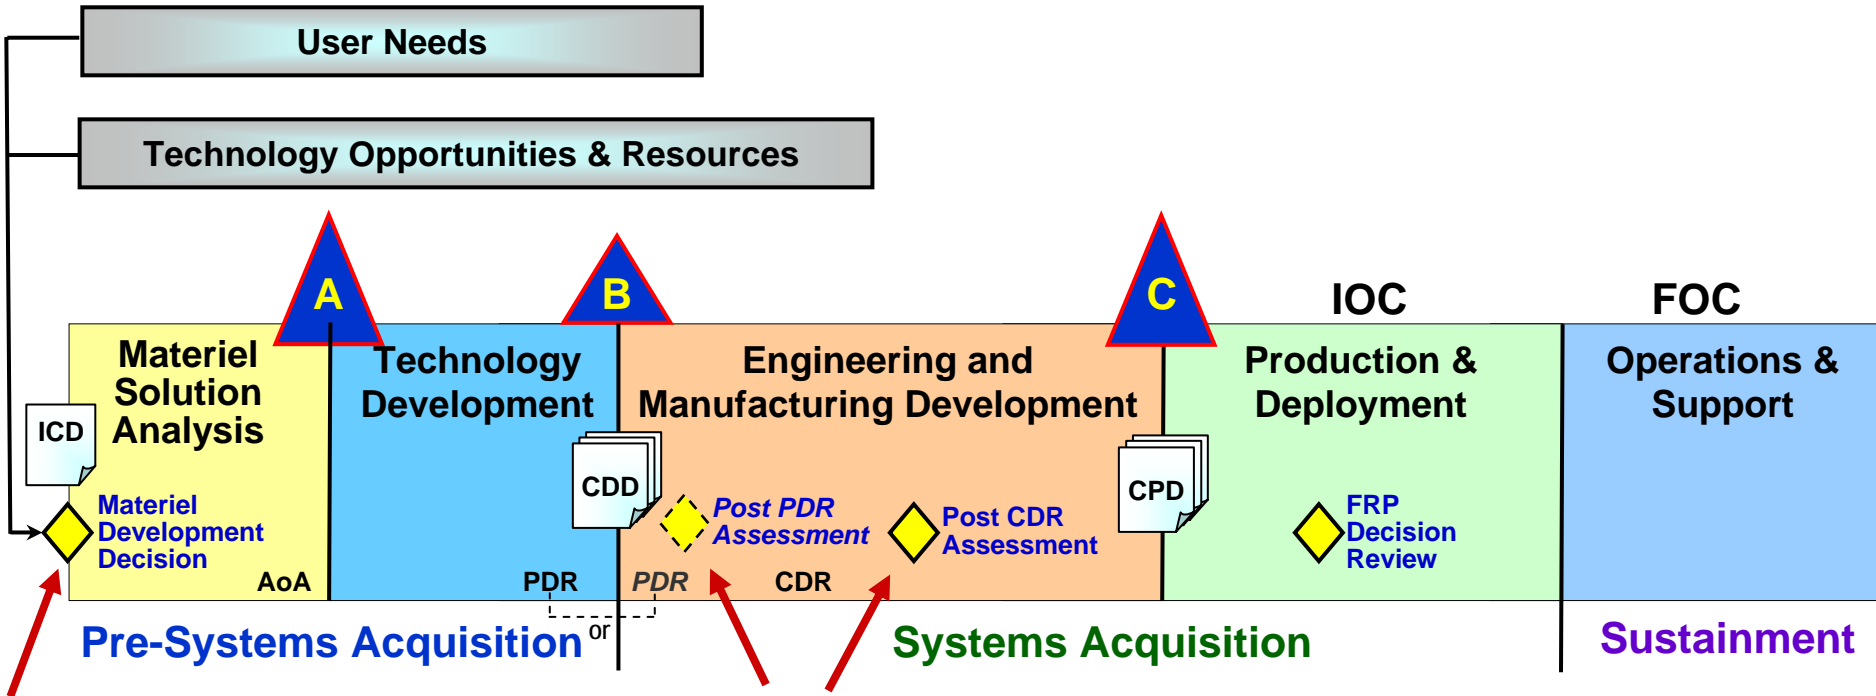 User Needs
Technology Opportunities & Resources
A
B
C
IOC
FOC
Materiel
Solution
Analysis
Technology
Development
Engineering and
Manufacturing Development
Production &
Deployment
Operations &
Support
ICD
CDD
CPD
Materiel
Development
Decision
Post PDR
Assessment
Post CDR
Assessment
FRP
Decision
Review
AoA
PDR
PDR
CDR
or
Pre-Systems Acquisition
Systems Acquisition
Sustainment